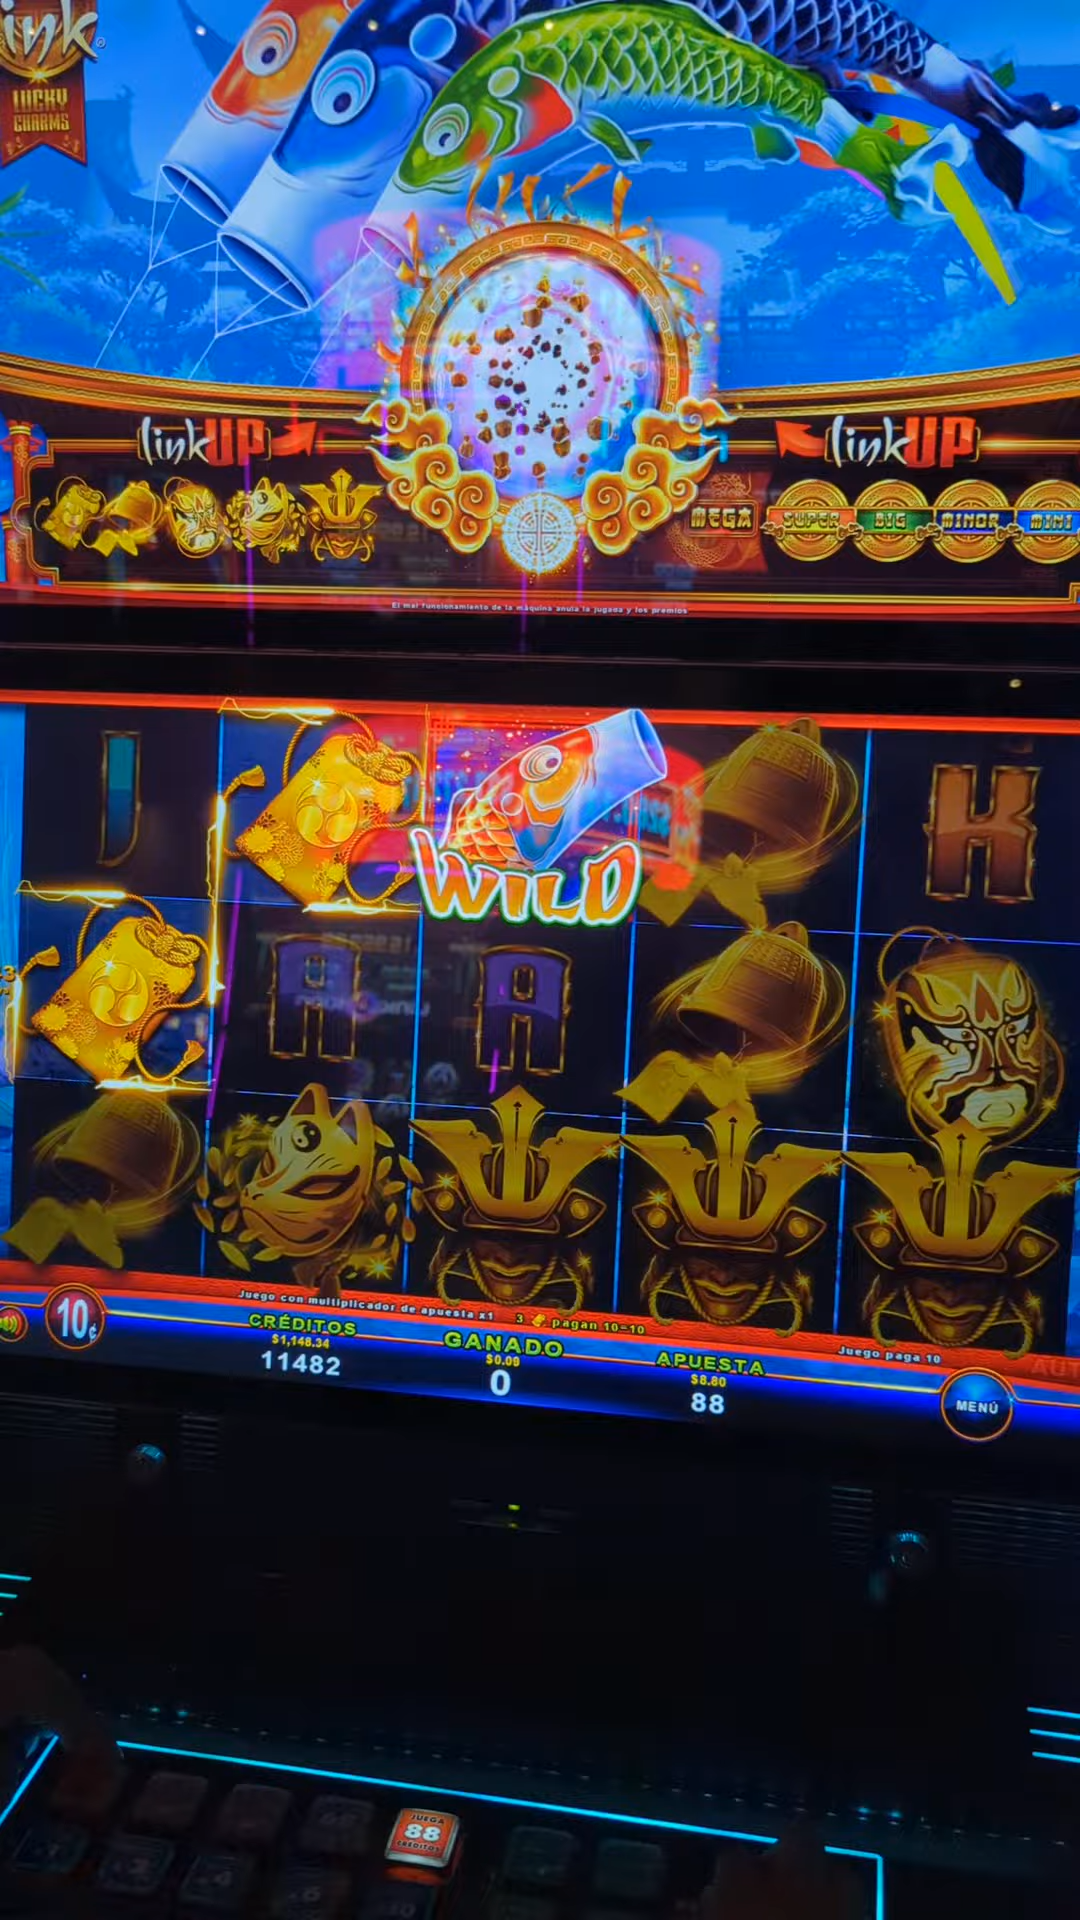 ink
LUCKY
CHARMS
linkUP
linkUP
MEGA
SUPER
BIG
MINOR
MINI
El mal funcionamiento de la máquina anula la jugada y los premios
J
WILD
K
A
A
Juego con multiplicador de apuesta x1
3
pagan 10-10
Juego paga 10
10¢
CRÉDITOS
$1,148.34
11482
GANADO
$0.00
0
APUESTA
$8.80
88
MENÚ
AUT
JUEGA
88
CRÉDITOS